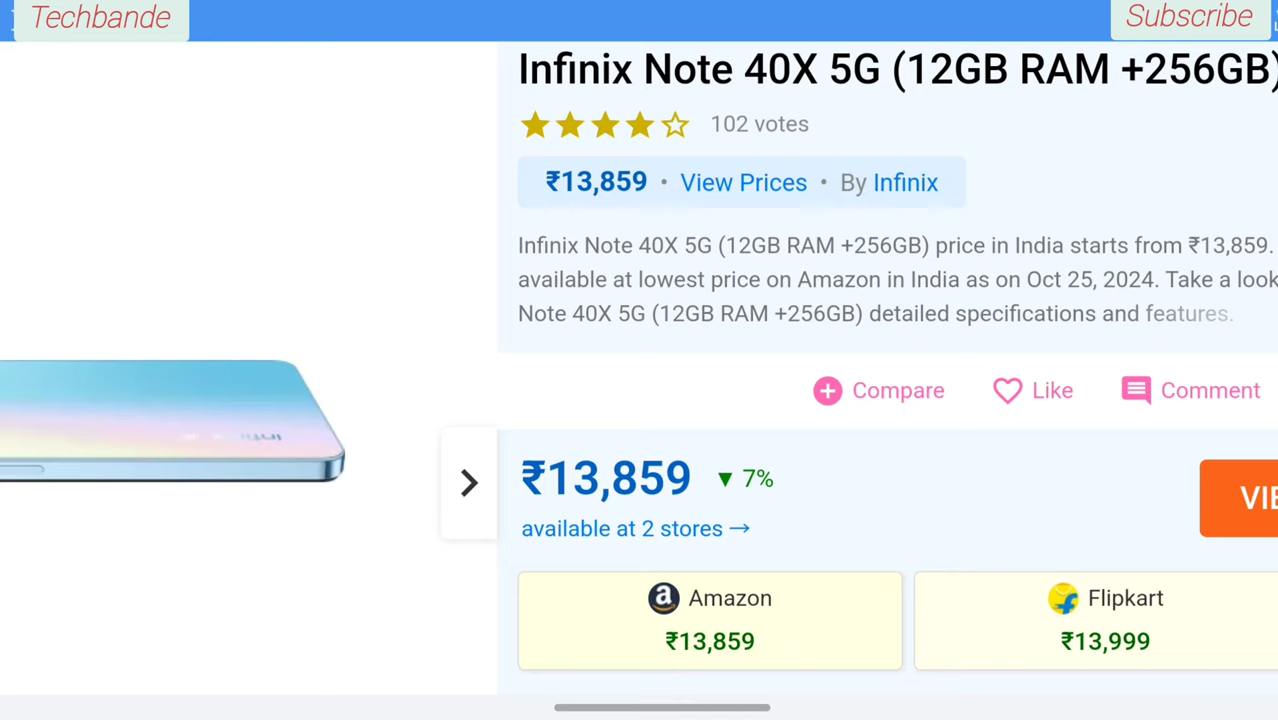 Techbande
Subscribe
Infinix Note 40X 5G (12GB RAM +256GB)
102 votes
₹13,859 • View Prices • By Infinix
Infinix Note 40X 5G (12GB RAM +256GB) price in India starts from ₹13,859.
available at lowest price on Amazon in India as on Oct 25, 2024. Take a look
Note 40X 5G (12GB RAM +256GB) detailed specifications and features.
Compare
Like
Comment
₹13,859 ▼ 7%
available at 2 stores →
Amazon
₹13,859
Flipkart
₹13,999